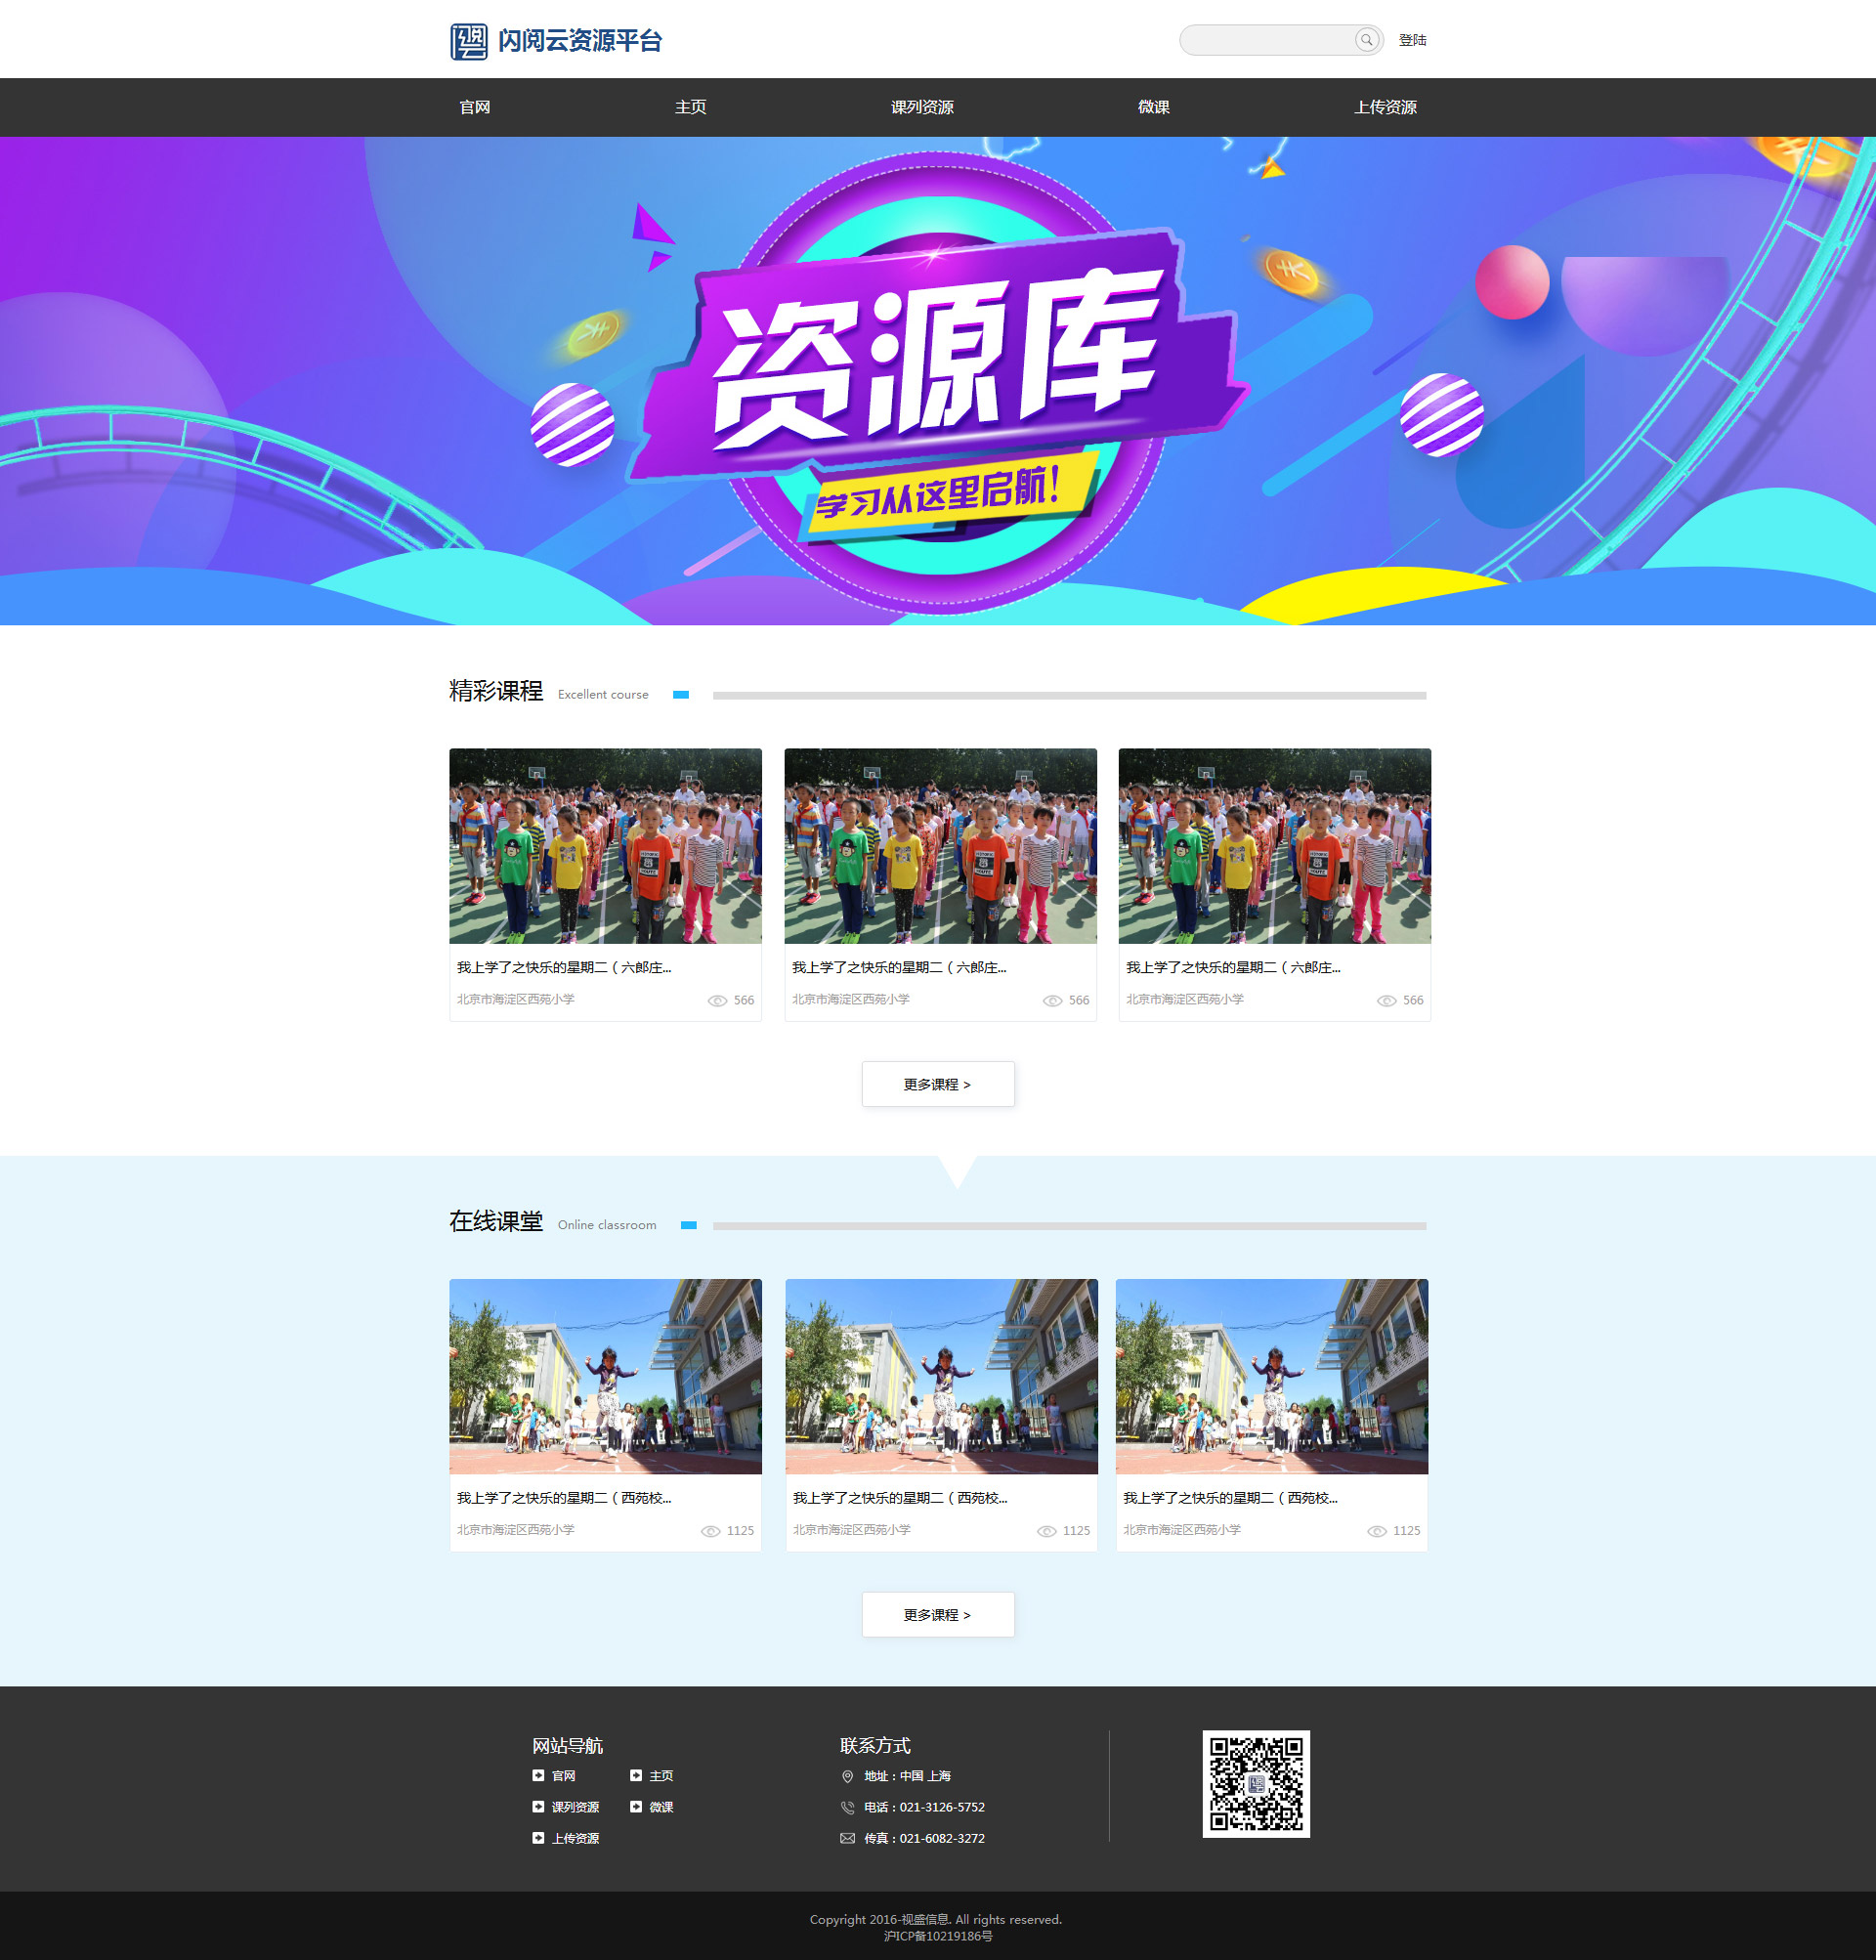 闪阅云资源平台
登陆
官网
主页
课列资源
微课
上传资源
资源库
学习从这里启航!
精彩课程
Excellent course
我上学了之快乐的星期二(六郎庄...
北京市海淀区西苑小学
566
我上学了之快乐的星期二(六郎庄...
北京市海淀区西苑小学
566
我上学了之快乐的星期二(六郎庄...
北京市海淀区西苑小学
566
更多课程 >
在线课堂
Online classroom
我上学了之快乐的星期二(西苑校...
北京市海淀区西苑小学
1125
我上学了之快乐的星期二(西苑校...
北京市海淀区西苑小学
1125
我上学了之快乐的星期二(西苑校...
北京市海淀区西苑小学
1125
更多课程 >
网站导航
官网
主页
课列资源
微课
上传资源
联系方式
地址:中国 上海
电话:021-3126-5752
传真:021-6082-3272
Copyright 2016-视盛信息. All rights reserved.
沪ICP备10219186号